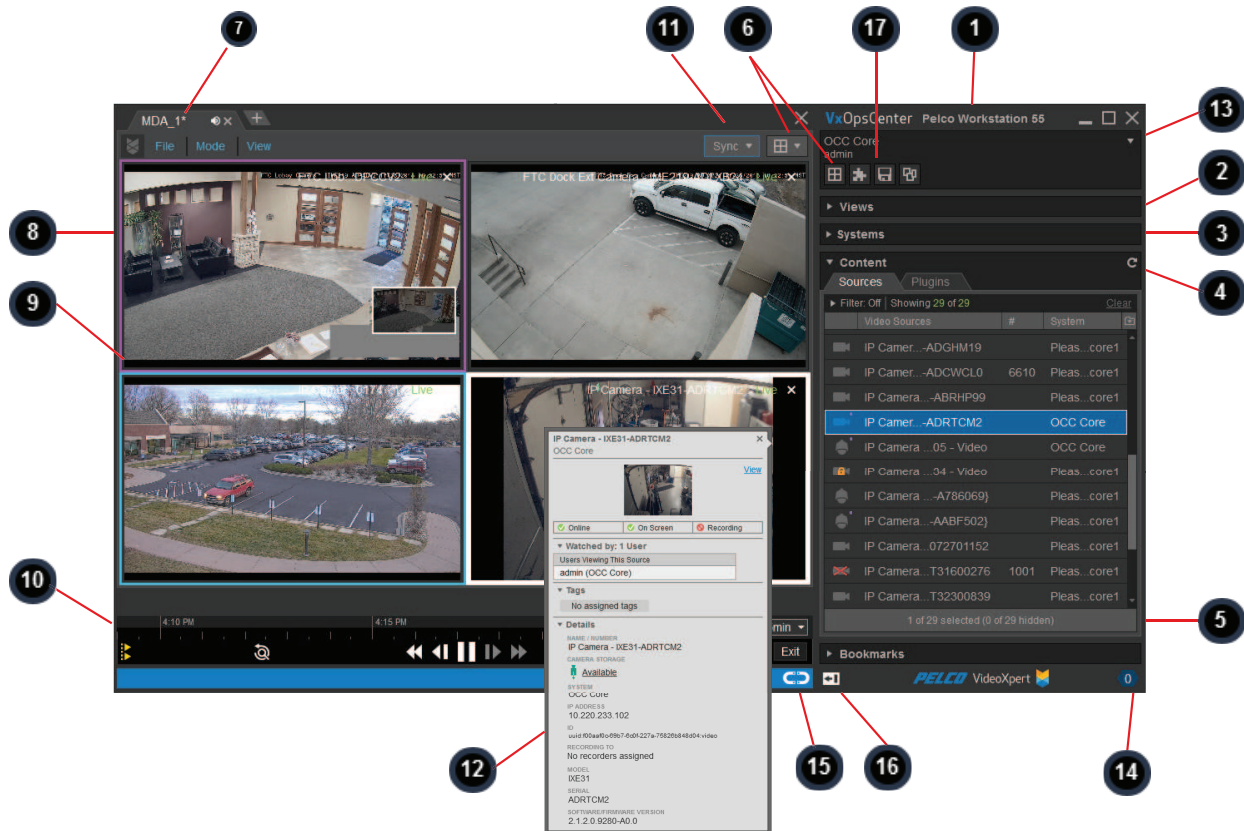 7
11
6
17
1
13
2
3
4
8
9
10
5
12
15
16
14
MDA_1*
File
Mode
View
Sync
Live
FTC Dock Ext Camera - IME219-ADLXBC4
Live
Live
IP Camera - IXE31-ADRTCM2
4:10 PM
4:15 PM
Exit
IP Camera - IXE31-ADRTCM2
OCC Core
View
Online
On Screen
Recording
Watched by: 1 User
Users Viewing This Source
admin (OCC Core)
Tags
No assigned tags
Details
NAME / NUMBER
IP Camera - IXE31-ADRTCM2
CAMERA STORAGE
Available
SYSTEM
OCC Core
IP ADDRESS
10.220.233.102
ID
RECORDING TO
No recorders assigned
MODEL
IXE31
SERIAL
ADRTCM2
SOFTWARE/FIRMWARE VERSION
2.1.2.0.9280-A0.0
VxOpsCenter Pelco Workstation 55
OCC Core
admin
Views
Systems
Content
Sources
Plugins
Filter: Off Showing 29 of 29
Clear
Video Sources # System
IP Camer...-ADGHM19 Pleas...core1
IP Camer...-ADCWCL0 6610 Pleas...core1
IP Camera...-ABRHP99 Pleas...core1
IP Camer...-ADRTCM2 OCC Core
IP Camera ...05 - Video OCC Core
IP Camera ...34 - Video Pleas...core1
IP Camera ...-A786069} Pleas...core1
IP Camera ...-AABF502} Pleas...core1
IP Camera...072701152 Pleas...core1
IP Camera...T31600276 1001 Pleas...core1
IP Camera...T32300839 Pleas...core1
1 of 29 selected (0 of 29 hidden)
Bookmarks
PELCO VideoXpert
0